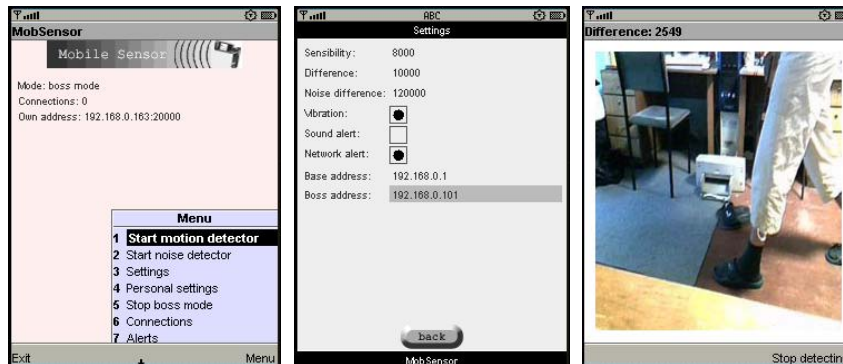 MobSensor
Mobile Sensor
Mode: boss mode
Connections: 0
Own address: 192.168.0.163:20000
Menu
1 Start motion detector
2 Start noise detector
3 Settings
4 Personal settings
5 Stop boss mode
6 Connections
7 Alerts
Exit
Menu
ABC
Settings
Sensibility: 8000
Difference: 10000
Noise difference: 120000
Vibration:
Sound alert:
Network alert:
Base address: 192.168.0.1
Boss address: 192.168.0.101
back
MobSensor
Difference: 2549
Stop detectin